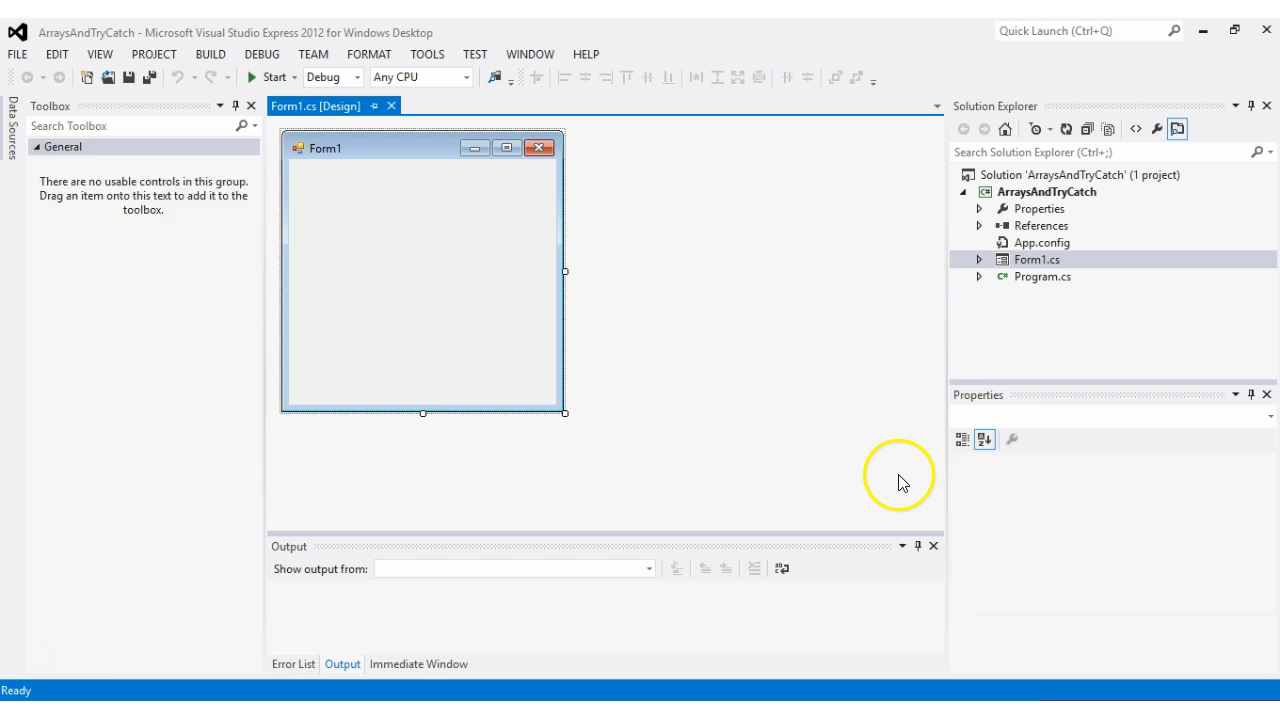 ArraysAndTryCatch - Microsoft Visual Studio Express 2012 for Windows Desktop
Quick Launch (Ctrl+Q)
FILE EDIT VIEW PROJECT BUILD DEBUG TEAM FORMAT TOOLS TEST WINDOW HELP
Start Debug Any CPU
Data Sources
Toolbox
Search Toolbox
General
There are no usable controls in this group.
Drag an item onto this text to add it to the
toolbox.
Form1.cs [Design]
Form1
Solution Explorer
Search Solution Explorer (Ctrl+;)
Solution 'ArraysAndTryCatch' (1 project)
C# ArraysAndTryCatch
Properties
References
App.config
Form1.cs
C# Program.cs
Properties
Output
Show output from:
Error List Output Immediate Window
Ready